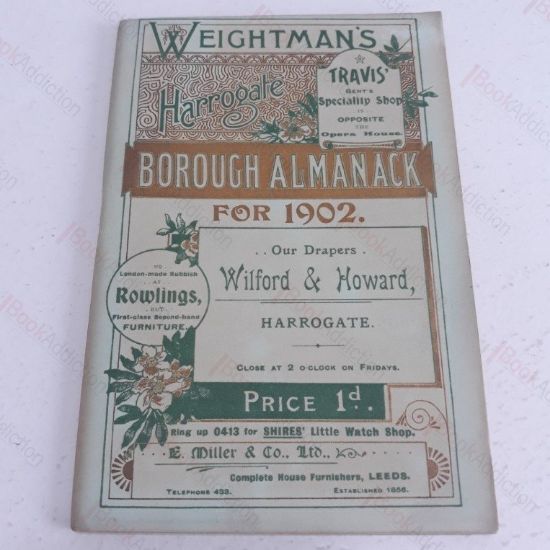 WEIGHTMAN'S
Harrogate
TRAVIS'
GENT'S
Speciality Shop
IS
OPPOSITE
THE
Opera House.
BOROUGH ALMANACK
FOR 1902.
.. Our Drapers .
Wilford & Howard,
HARROGATE.
CLOSE AT 2 O-CLOCK ON FRIDAYS.
NO
London-made Rubbish
AT
Rowlings,
BUT
First-class Second-hand
FURNITURE.
PRICE 1d.
Ring up 0413 for SHIRES' Little Watch Shop.
E. Miller & Co., Ltd.,
Complete House Furnishers, LEEDS.
TELEPHONE 433.
ESTABLISHED 1856.
BookAddiction